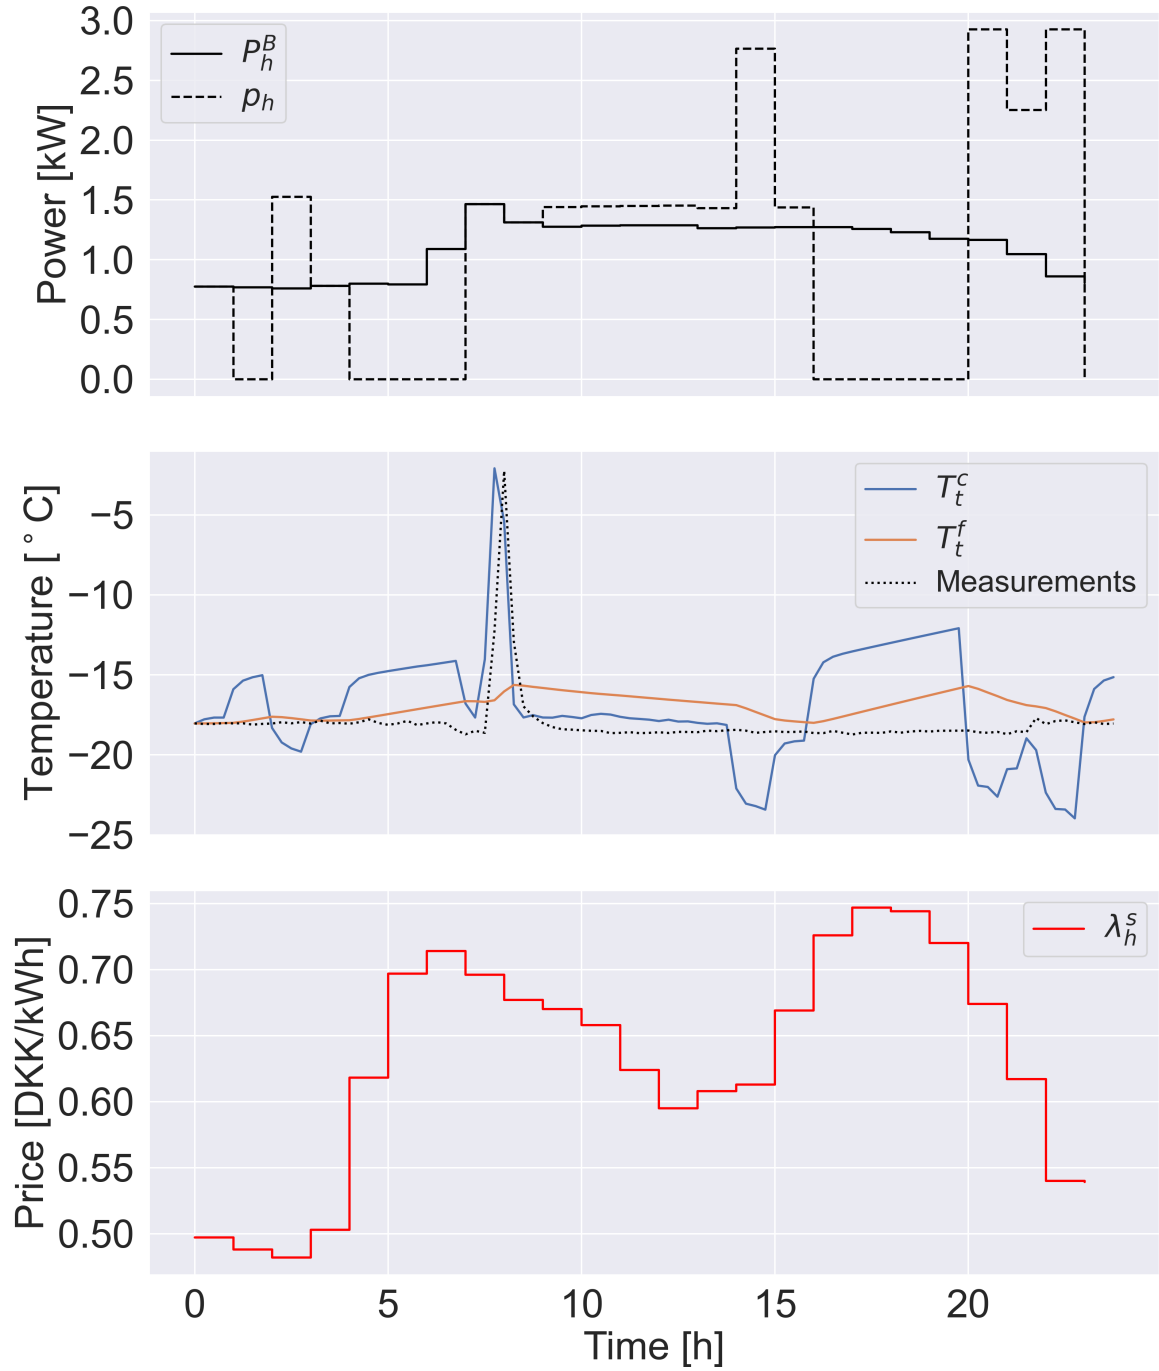 Power [kW]
3.0
2.5
2.0
1.5
1.0
0.5
0.0
P_h^B
p_h
Temperature [°C]
−5
−10
−15
−20
−25
T_t^c
T_t^f
Measurements
Price [DKK/kWh]
0.75
0.70
0.65
0.60
0.55
0.50
λ_h^s
0 5 10 15 20
Time [h]